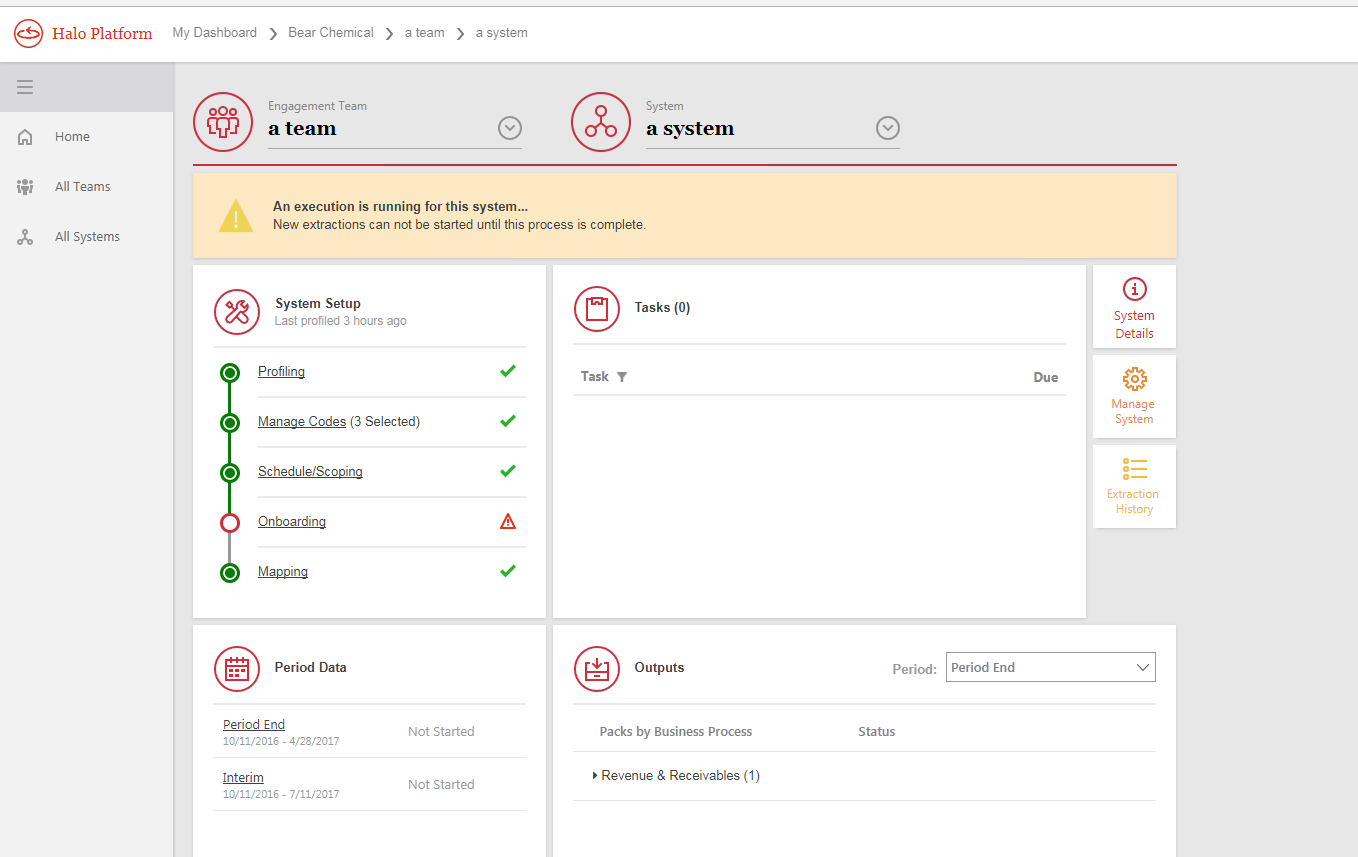 Halo Platform
My Dashboard
Bear Chemical
a team
a system
Home
All Teams
All Systems
Engagement Team
a team
System
a system
An execution is running for this system...
New extractions can not be started until this process is complete.
System Setup
Last profiled 3 hours ago
Profiling
Manage Codes (3 Selected)
Schedule/Scoping
Onboarding
Mapping
Tasks (0)
Task
Due
System
Details
Manage
System
Extraction
History
Period Data
Period End
10/11/2016 - 4/28/2017
Not Started
Interim
10/11/2016 - 7/11/2017
Not Started
Outputs
Period:
Period End
Packs by Business Process
Status
Revenue & Receivables (1)